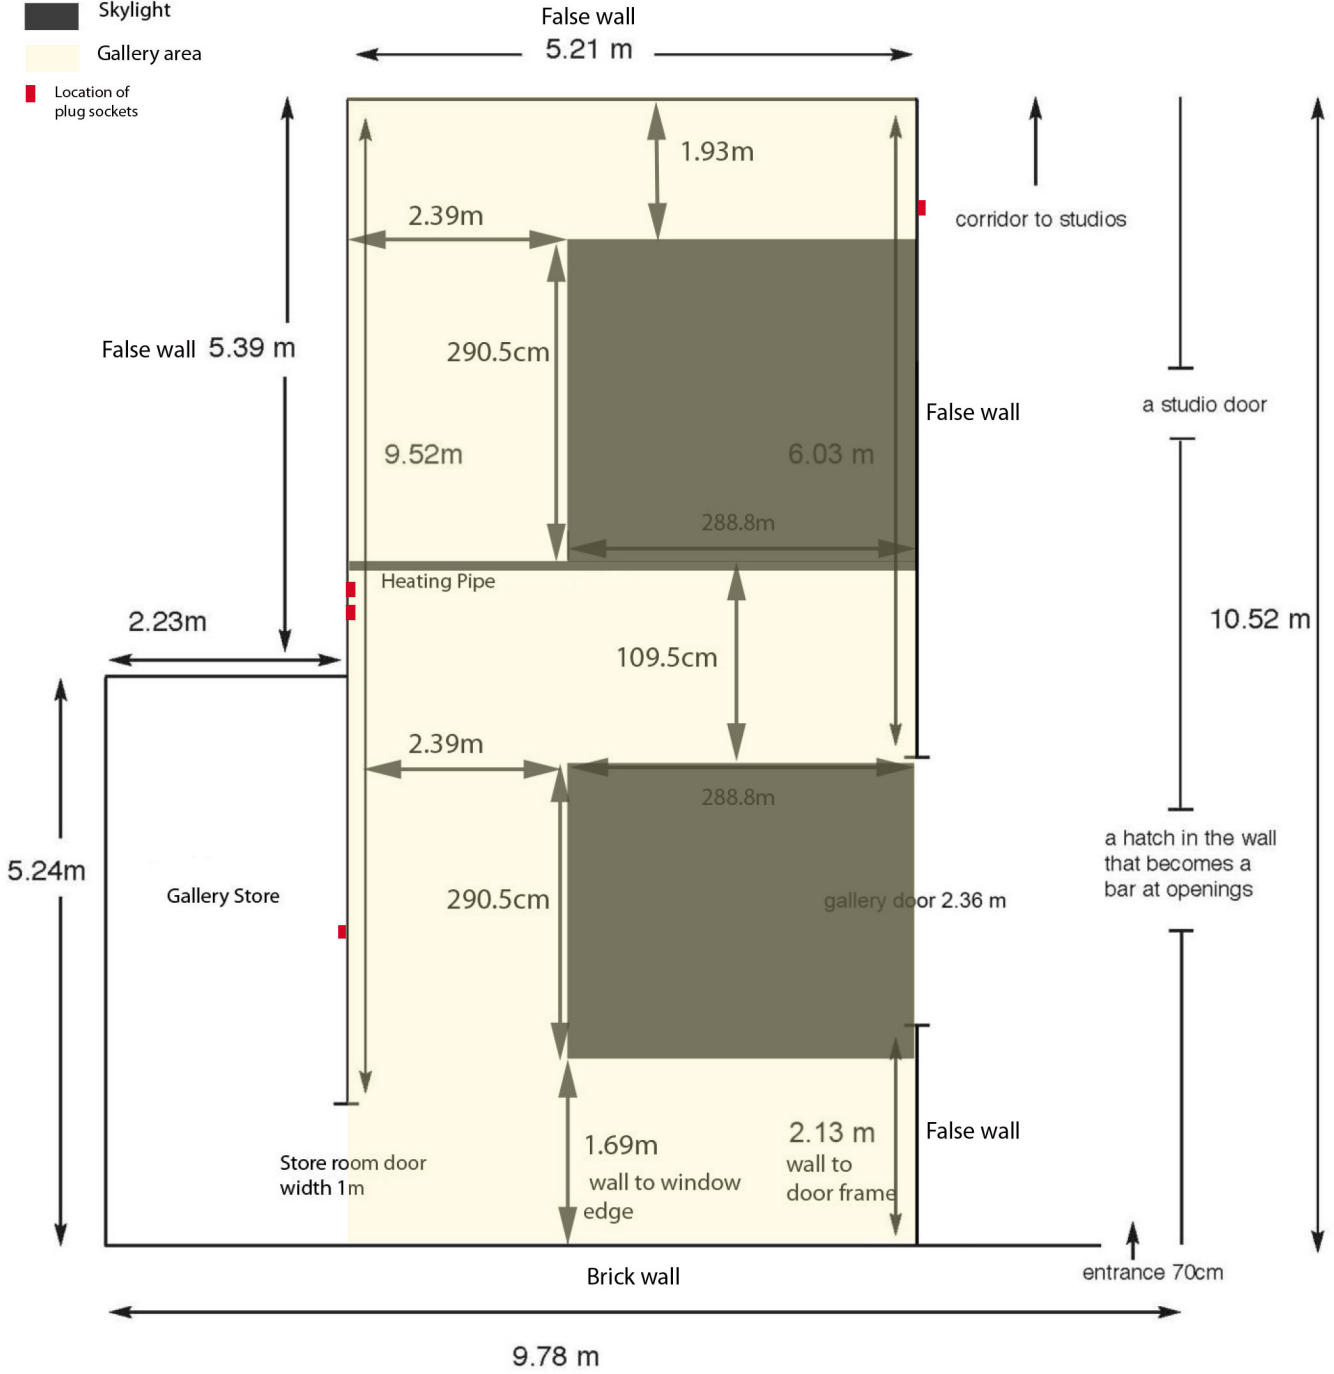 Skylight
Gallery area
Location of
plug sockets
False wall
5.21 m
1.93m
2.39m
corridor to studios
False wall 5.39 m
290.5cm
a studio door
False wall
9.52m
6.03 m
288.8m
Heating Pipe
2.23m
10.52 m
109.5cm
2.39m
288.8m
a hatch in the wall
that becomes a
bar at openings
5.24m
Gallery Store
290.5cm
gallery door 2.36 m
1.69m
wall to window
edge
2.13 m
wall to
door frame
False wall
Store room door
width 1m
Brick wall
entrance 70cm
9.78 m